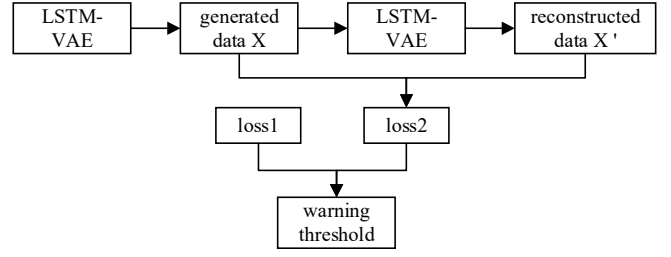 LSTM-
VAE
generated
data X
LSTM-
VAE
reconstructed
data X '
loss1
loss2
warning
threshold